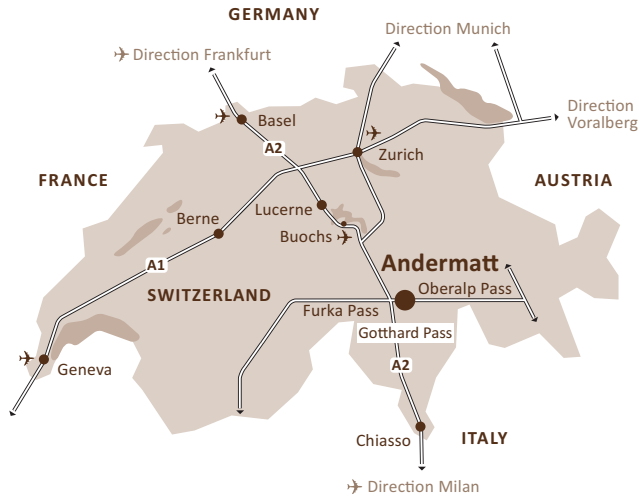 GERMANY
Direction Munich
Direction Frankfurt
Direction
Voralberg
Basel
A2
Zurich
FRANCE
AUSTRIA
Lucerne
Berne
Buochs
Andermatt
A1
Oberalp Pass
SWITZERLAND
Furka Pass
Gotthard Pass
Geneva
A2
Chiasso
ITALY
Direction Milan